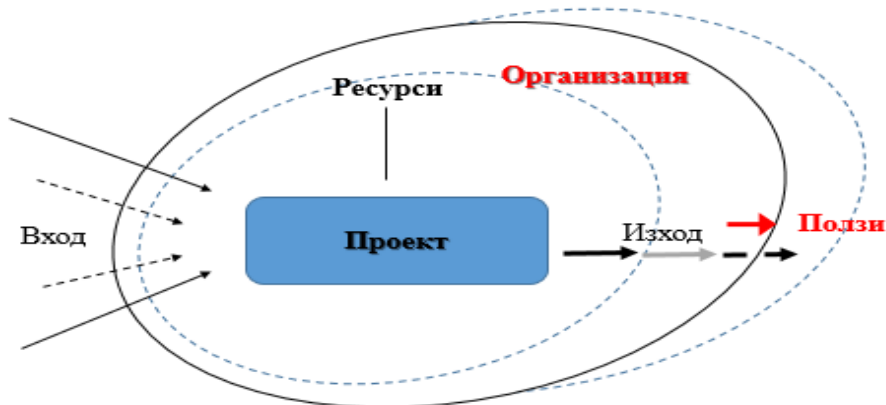 Организация
Ресурси
Вход
Проект
Изход
Ползи